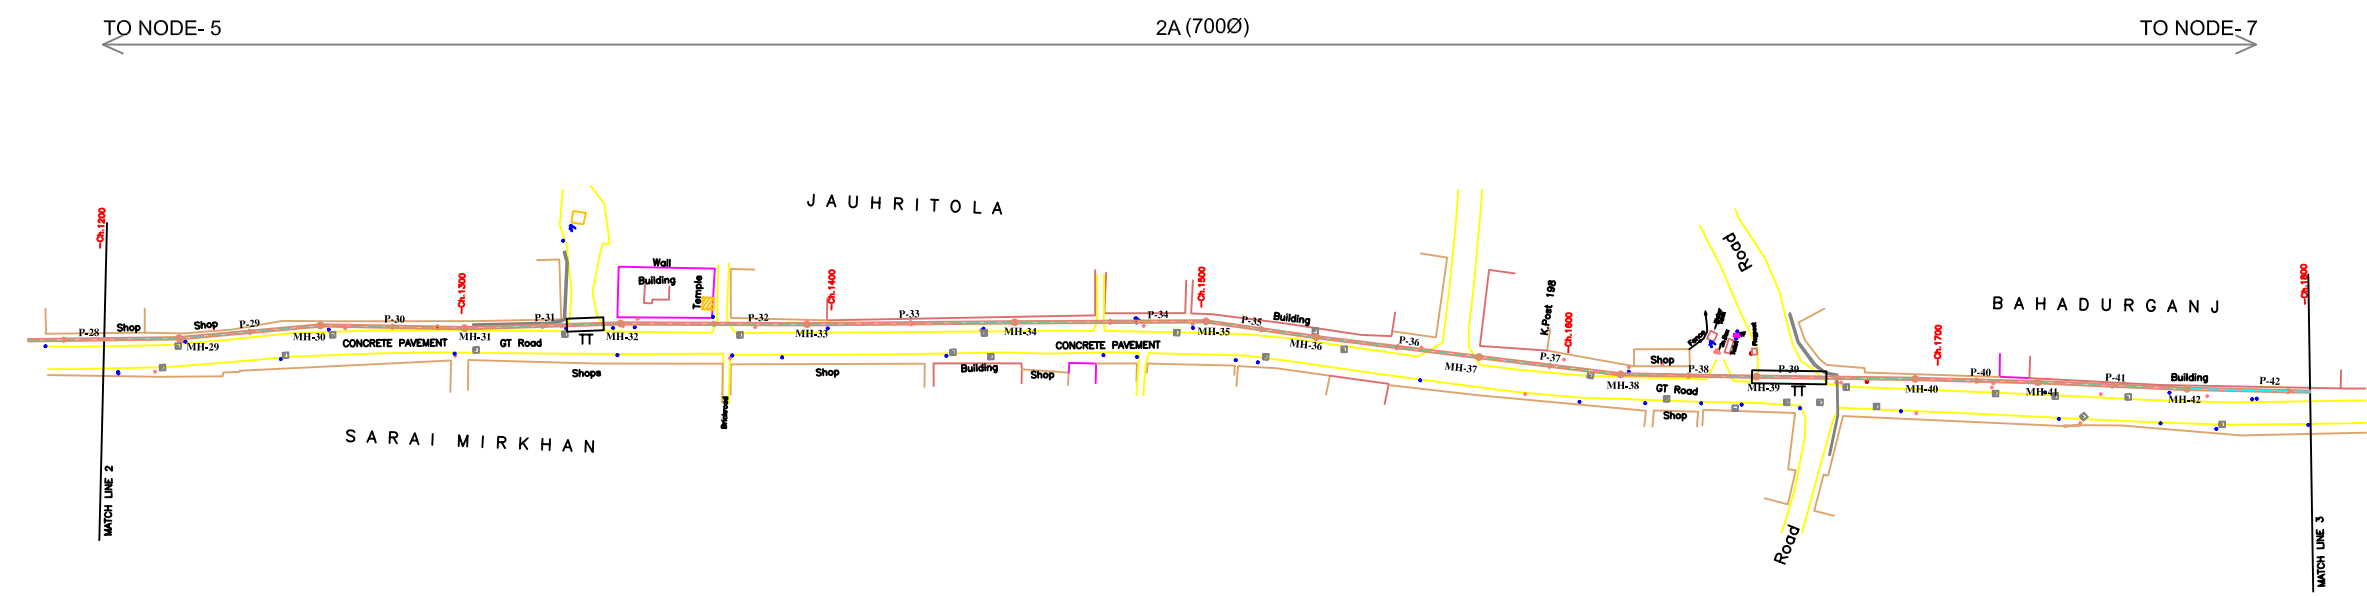 TO NODE- 5
2A (700Ø)
TO NODE- 7
JAUHRITOLA
BAHADURGANJ
SARAI MIRKHAN
Ch.1200
Ch.1300
Ch.1400
Ch.1500
Ch.1600
Ch.1700
Ch.1800
Wall
Building
Temple
K.Post 198
Road
Fence
P-28
Shop
Shop
P-29
P-30
P-31
P-32
P-33
P-34
P-35
Building
P-36
P-37
Shop
P-38
P-39
P-40
P-41
Building
P-42
MH-29
MH-30
MH-31
MH-32
MH-33
MH-34
MH-35
MH-36
MH-37
MH-38
MH-39
MH-40
MH-41
MH-42
CONCRETE PAVEMENT
GT Road
TT
CONCRETE PAVEMENT
GT Road
TT
Shops
Shop
Building
Shop
Shop
Brickroad
Road
MATCH LINE 2
MATCH LINE 3